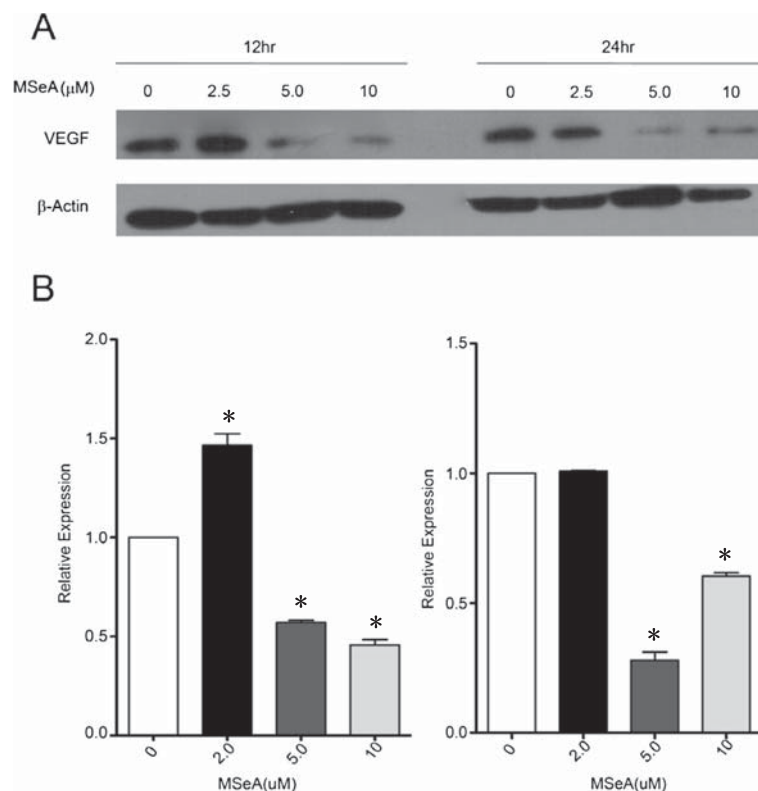 A
12hr 24hr
MSeA(μM) 0 2.5 5.0 10 0 2.5 5.0 10
VEGF
β-Actin
B
2.0
1.5
1.0
0.5
0.0
Relative Expression
* * *
0 2.0 5.0 10
MSeA(uM)
1.5
1.0
0.5
0.0
Relative Expression
* *
0 2.0 5.0 10
MSeA(uM)